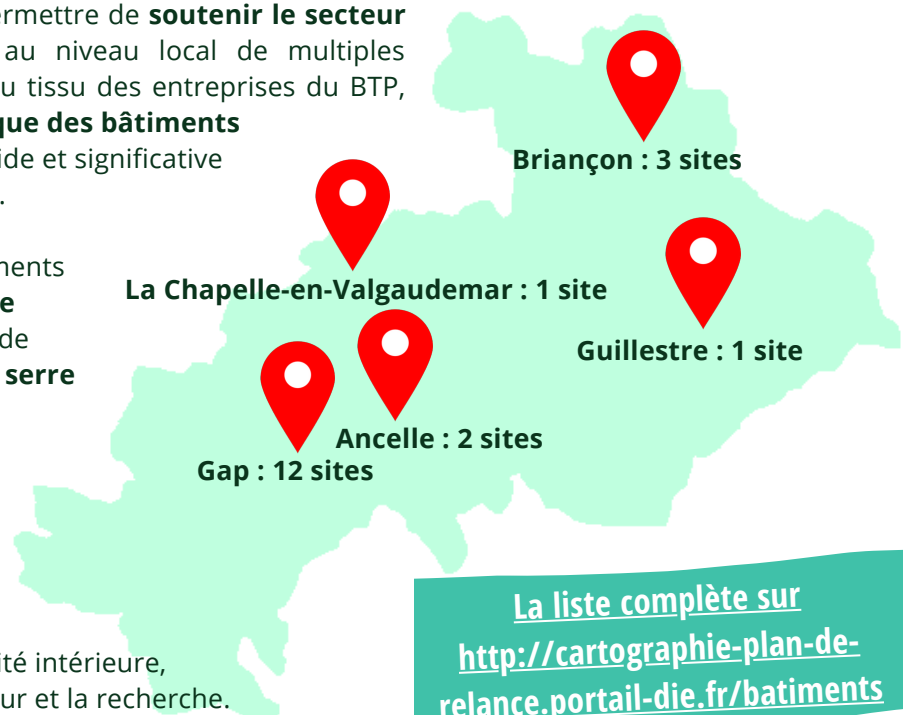 ermettre de soutenir le secteur
au niveau local de multiples
u tissu des entreprises du BTP,
que des bâtiments
ide et significative
.
ments
e
de
serre
ité intérieure,
ur et la recherche.
Briançon : 3 sites
La Chapelle-en-Valgaudemar : 1 site
Guillestre : 1 site
Ancelle : 2 sites
Gap : 12 sites
La liste complète sur
http://cartographie-plan-de-
relance.portail-die.fr/batiments